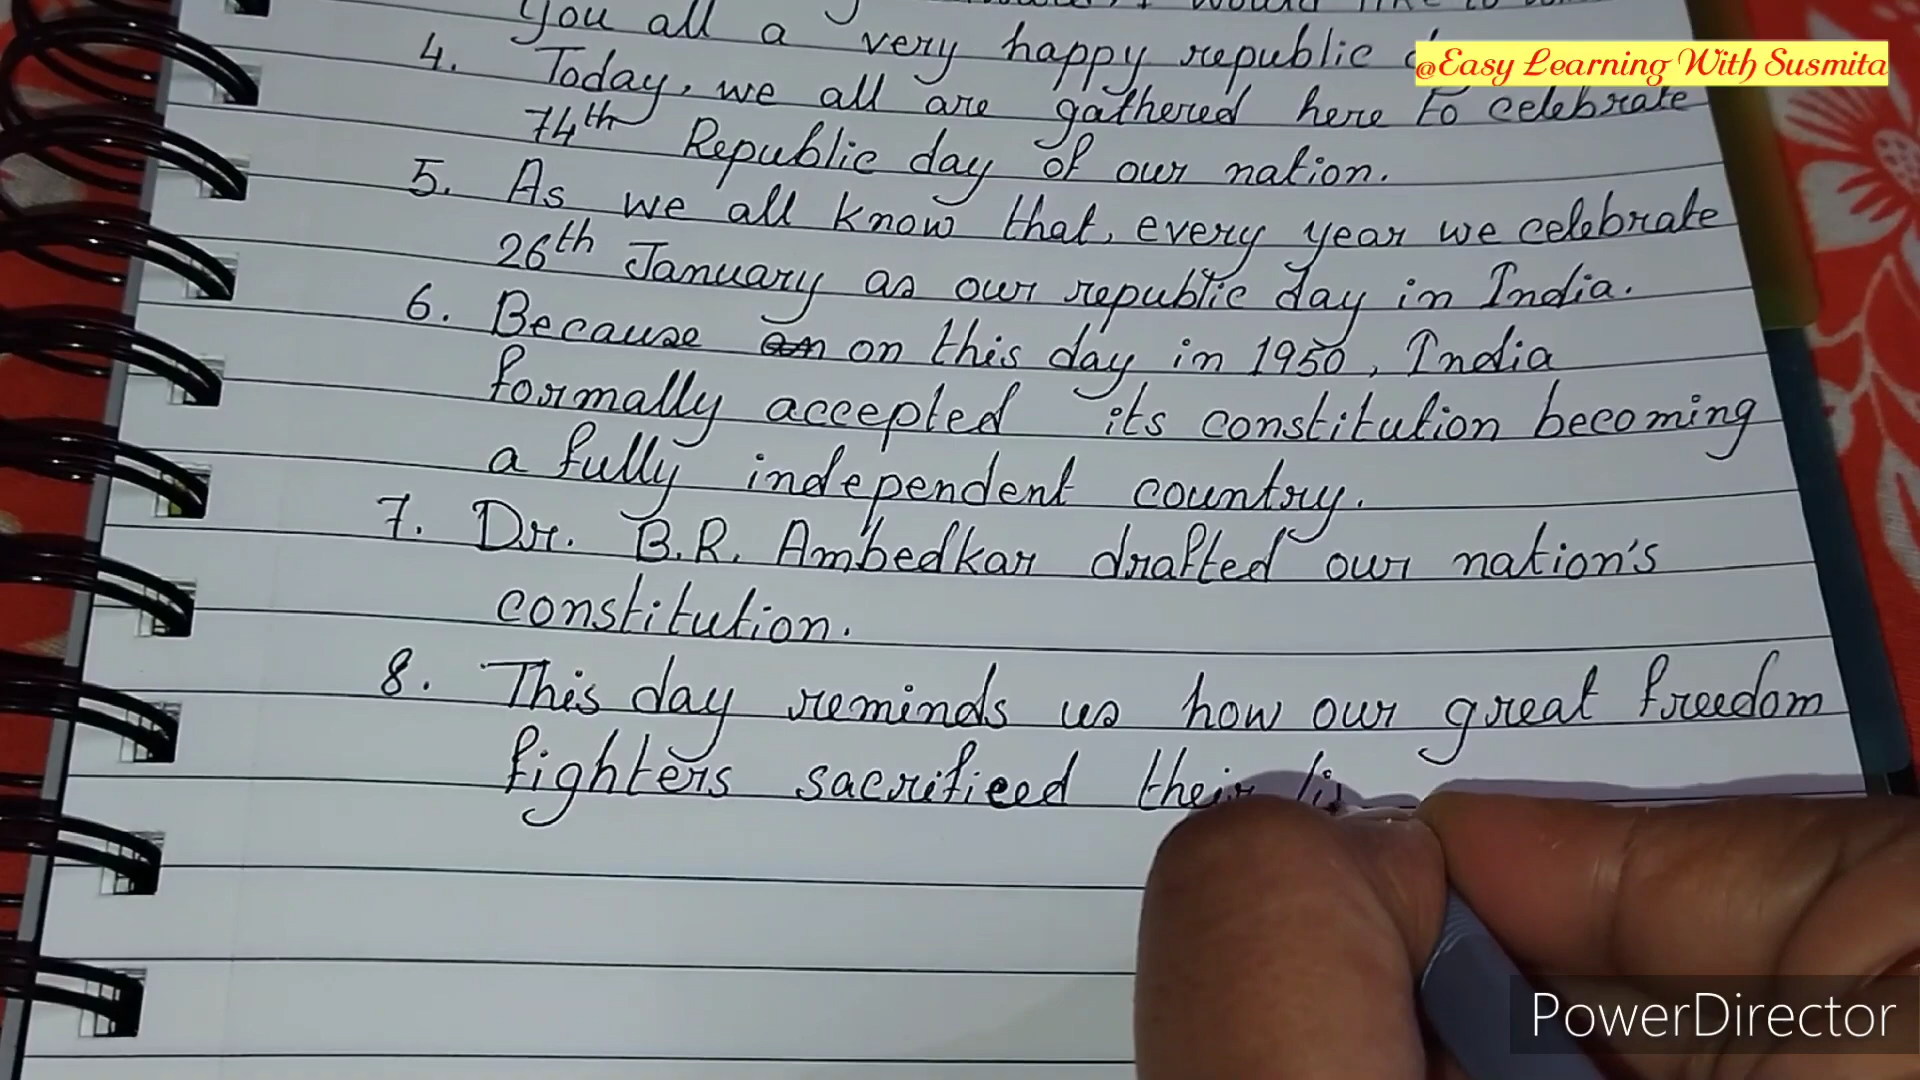 You all a very happy republic
@Easy Learning With Susmita
4. Today, we all are gathered here to celebrate
74th Republic day of our nation.
5. As we all know that, every year we celebrate
26th January as our republic day in India.
6. Because on this day in 1950, India
formally accepted its constitution becoming
a fully independent country.
7. Dr. B.R. Ambedkar drafted our nation's
constitution.
8. This day reminds us how our great freedom
fighters sacrificed their
PowerDirector